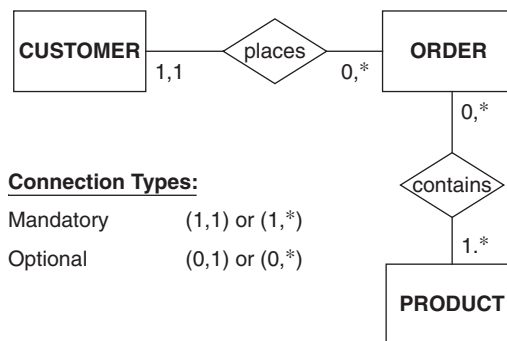 CUSTOMER places ORDER
1,1 0,*
0,*
Connection Types:
contains
Mandatory (1,1) or (1,*)
Optional (0,1) or (0,*)
1.*
PRODUCT